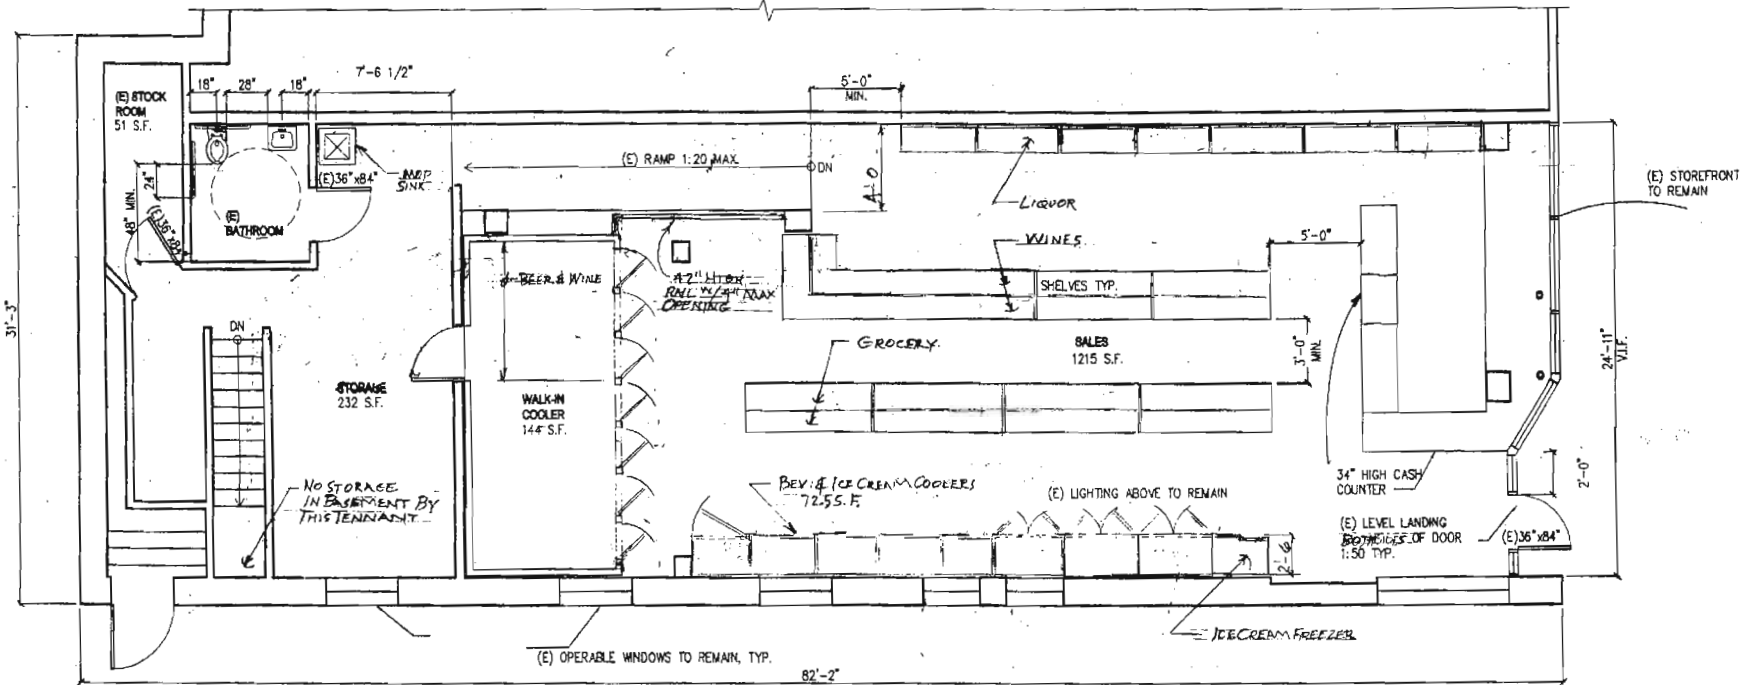 7'-6 1/2"
18"
28"
18"
5'-0"
MIN.
(E) STOCK
ROOM
51 S.F.
(E) RAMP 1:20 MAX
DN
4'-0
MOP
SINK
(E)36"x84"
24"
48" MIN.
(E)36"x84"
(E)
BATHROOM
LIQUOR
WINES
5'-0"
(E) STOREFRONT
TO REMAIN
BEER & WINE
42" HIGH
RAIL W/4" MAX
OPENING
SHELVES TYP.
31'-3"
DN
GROCERY
SALES
1215 S.F.
3'-0"
MIN.
24'-11"
V.I.F.
STORAGE
232 S.F.
WALK-IN
COOLER
144 S.F.
NO STORAGE
IN BASEMENT BY
THIS TENNANT
BEV. & ICE CREAM COOLERS
72.5 S.F.
(E) LIGHTING ABOVE TO REMAIN
34" HIGH CASH
COUNTER
2'-0"
(E) LEVEL LANDING
BOTHSIDES OF DOOR
1:50 TYP.
(E)36"x84"
2'-6
ICE CREAM FREEZER
(E) OPERABLE WINDOWS TO REMAIN, TYP.
82'-2"